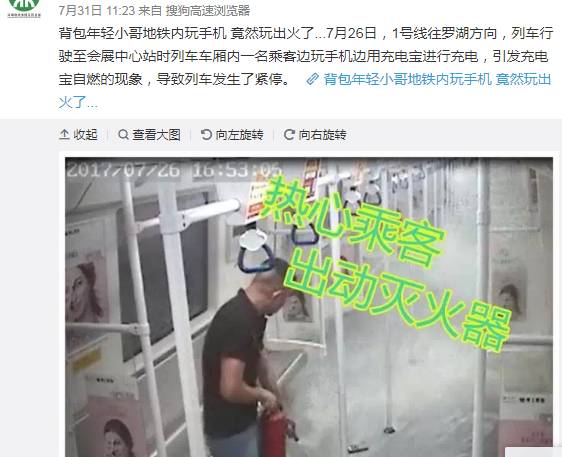 7月31日 11:23 来自 搜狗高速浏览器
背包年轻小哥地铁内玩手机 竟然玩出火了...7月26日，1号线往罗湖方向，列车行
驶至会展中心站时列车车厢内一名乘客边玩手机边用充电宝进行充电，引发充电
宝自燃的现象，导致列车发生了紧停。 背包年轻小哥地铁内玩手机 竟然玩出
火了...
收起 查看大图 向左旋转 向右旋转
2017/07/26 16:53:05
热心乘客
出动灭火器